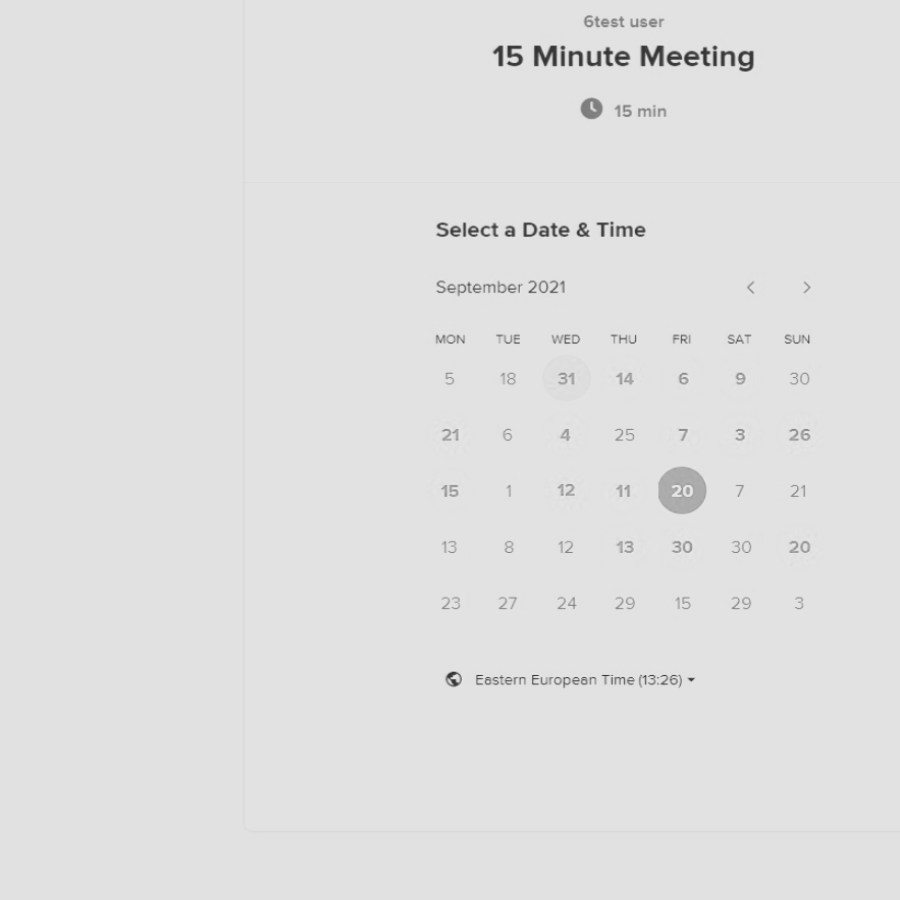 6test user
15 Minute Meeting
15 min
Select a Date & Time
September 2021
MON TUE WED THU FRI SAT SUN
5 18 31 14 6 9 30
21 6 4 25 7 3 26
15 1 12 11 20 7 21
13 8 12 13 30 30 20
23 27 24 29 15 29 3
Eastern European Time (13:26)